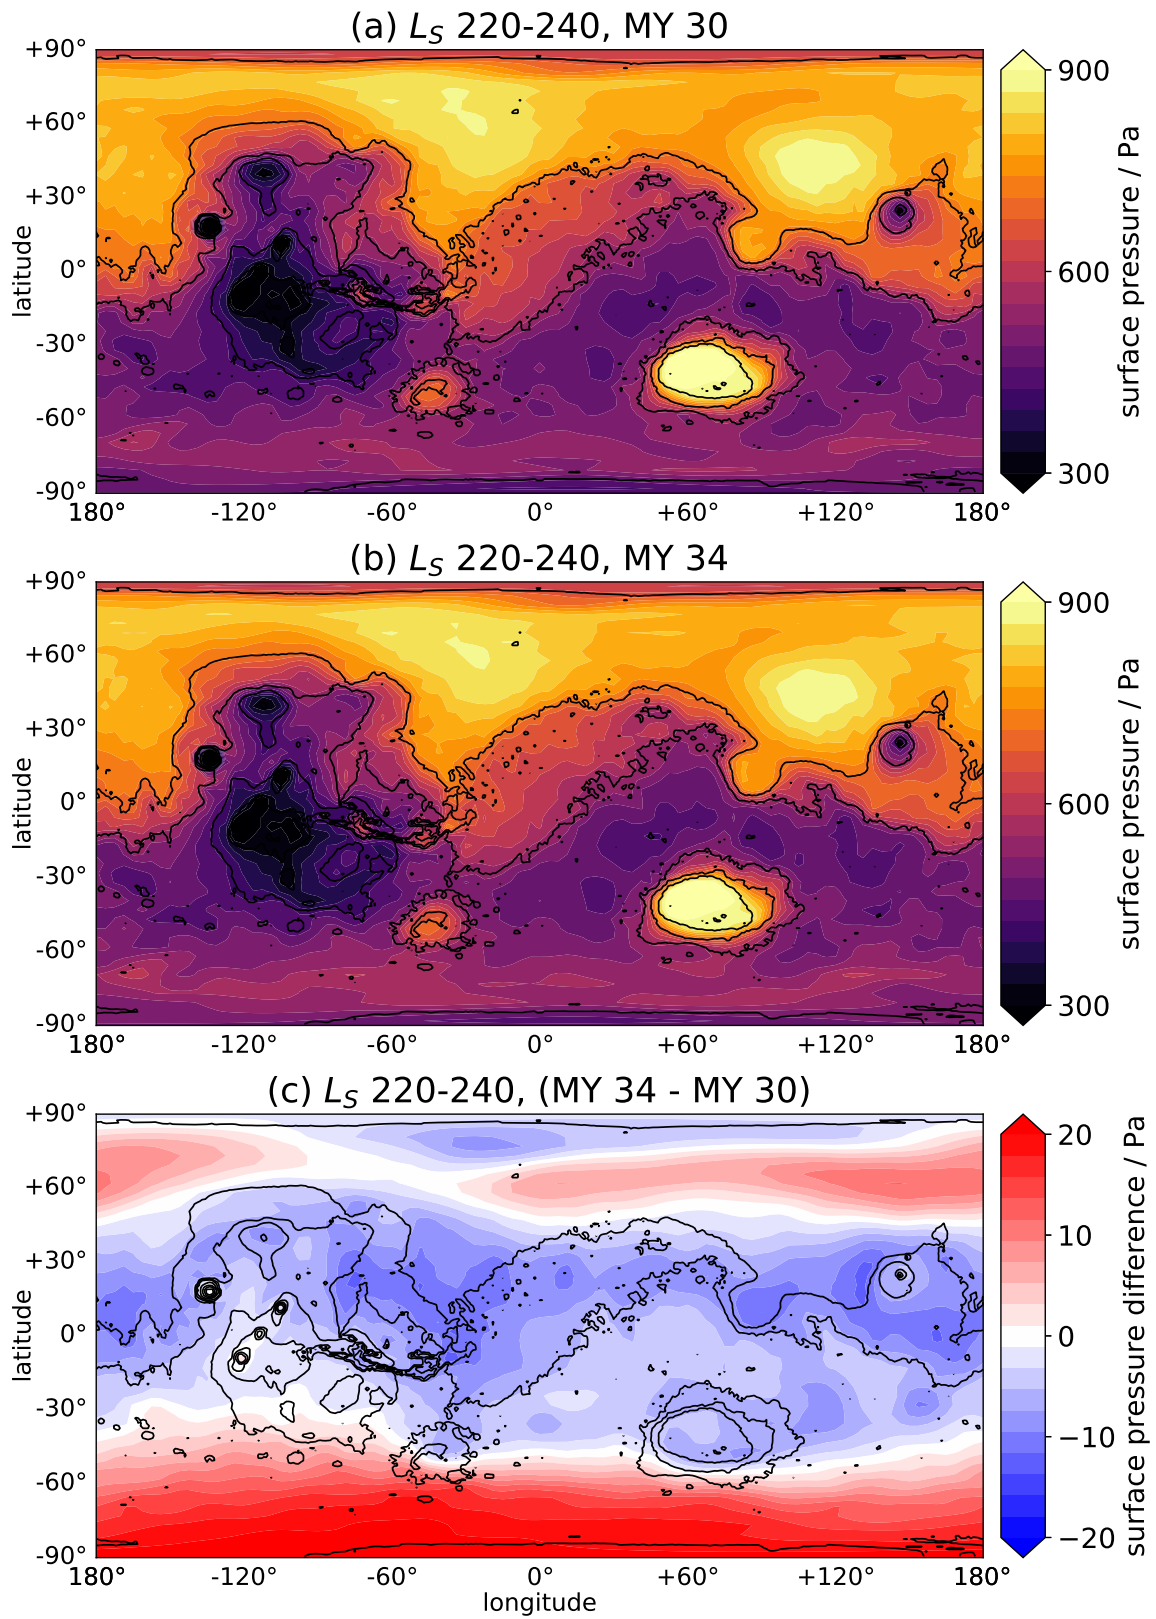 (a) L_S 220-240, MY 30
+90°
+60°
+30°
0°
-30°
-60°
-90°
latitude
180° -120° -60° 0° +60° +120° 180°
900
600
300
surface pressure / Pa
(b) L_S 220-240, MY 34
+90°
+60°
+30°
0°
-30°
-60°
-90°
latitude
180° -120° -60° 0° +60° +120° 180°
900
600
300
surface pressure / Pa
(c) L_S 220-240, (MY 34 - MY 30)
+90°
+60°
+30°
0°
-30°
-60°
-90°
latitude
180° -120° -60° 0° +60° +120° 180°
longitude
20
10
0
−10
−20
surface pressure difference / Pa